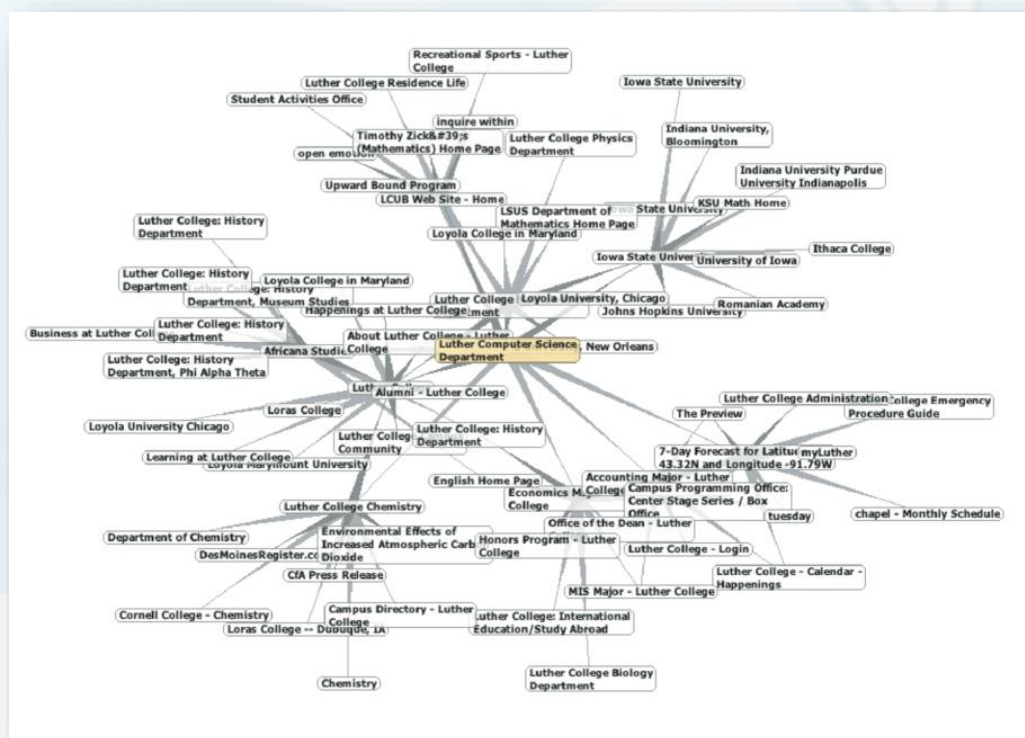 Recreational Sports - Luther
College
Luther College Residence Life
Iowa State University
Student Activities Office
inquire within
Timothy Zick&#39;s
(Mathematics) Home Page
Luther College Physics
Department
Indiana University,
Bloomington
open
Upward Bound Program
LCUB Web Site - Home
Indiana University Purdue
University Indianapolis
KSU Math Home
LSUS Department of
Mathematics Home Page
State University
Loyola College in Maryland
Luther College: History
Department
Iowa State
University of Iowa
Ithaca College
Luther College: History
Department
Loyola College in Maryland
History
Department, Museum Studies
Luther College
Loyola University, Chicago
Romanian Academy
Happenings at Luther College
Johns Hopkins University
Luther College: History
Department
Business at Luther
About Luther College - Luther
College
Luther Computer Science
Department
, New Orleans
Africana
Luther College: History
Department, Phi Alpha Theta
Alumni - Luther College
Luther College Administration
College Emergency
Procedure Guide
Loras College
The Preview
Loyola University Chicago
Luther
Community
Luther College: History
Department
Learning at Luther College
Loyola Marymount University
7-Day Forecast for
43.32N and Longitude -91.79W
myLuther
English Home Page
Accounting Major - Luther
College
Economics
College
Campus Programming Office:
Center Stage Series / Box
Office
Luther College Chemistry
tuesday
chapel - Monthly Schedule
Office of the Dean - Luther
Department of Chemistry
Environmental Effects of
Increased Atmospheric
Dioxide
Honors Program - Luther
College
Luther College - Login
CfA Press Release
Luther College - Calendar -
Happenings
MIS Major - Luther College
Cornell College - Chemistry
Campus Directory - Luther
College
Luther College: International
Education/Study Abroad
Loras College -- Dubuque, IA
Luther College Biology
Department
Chemistry